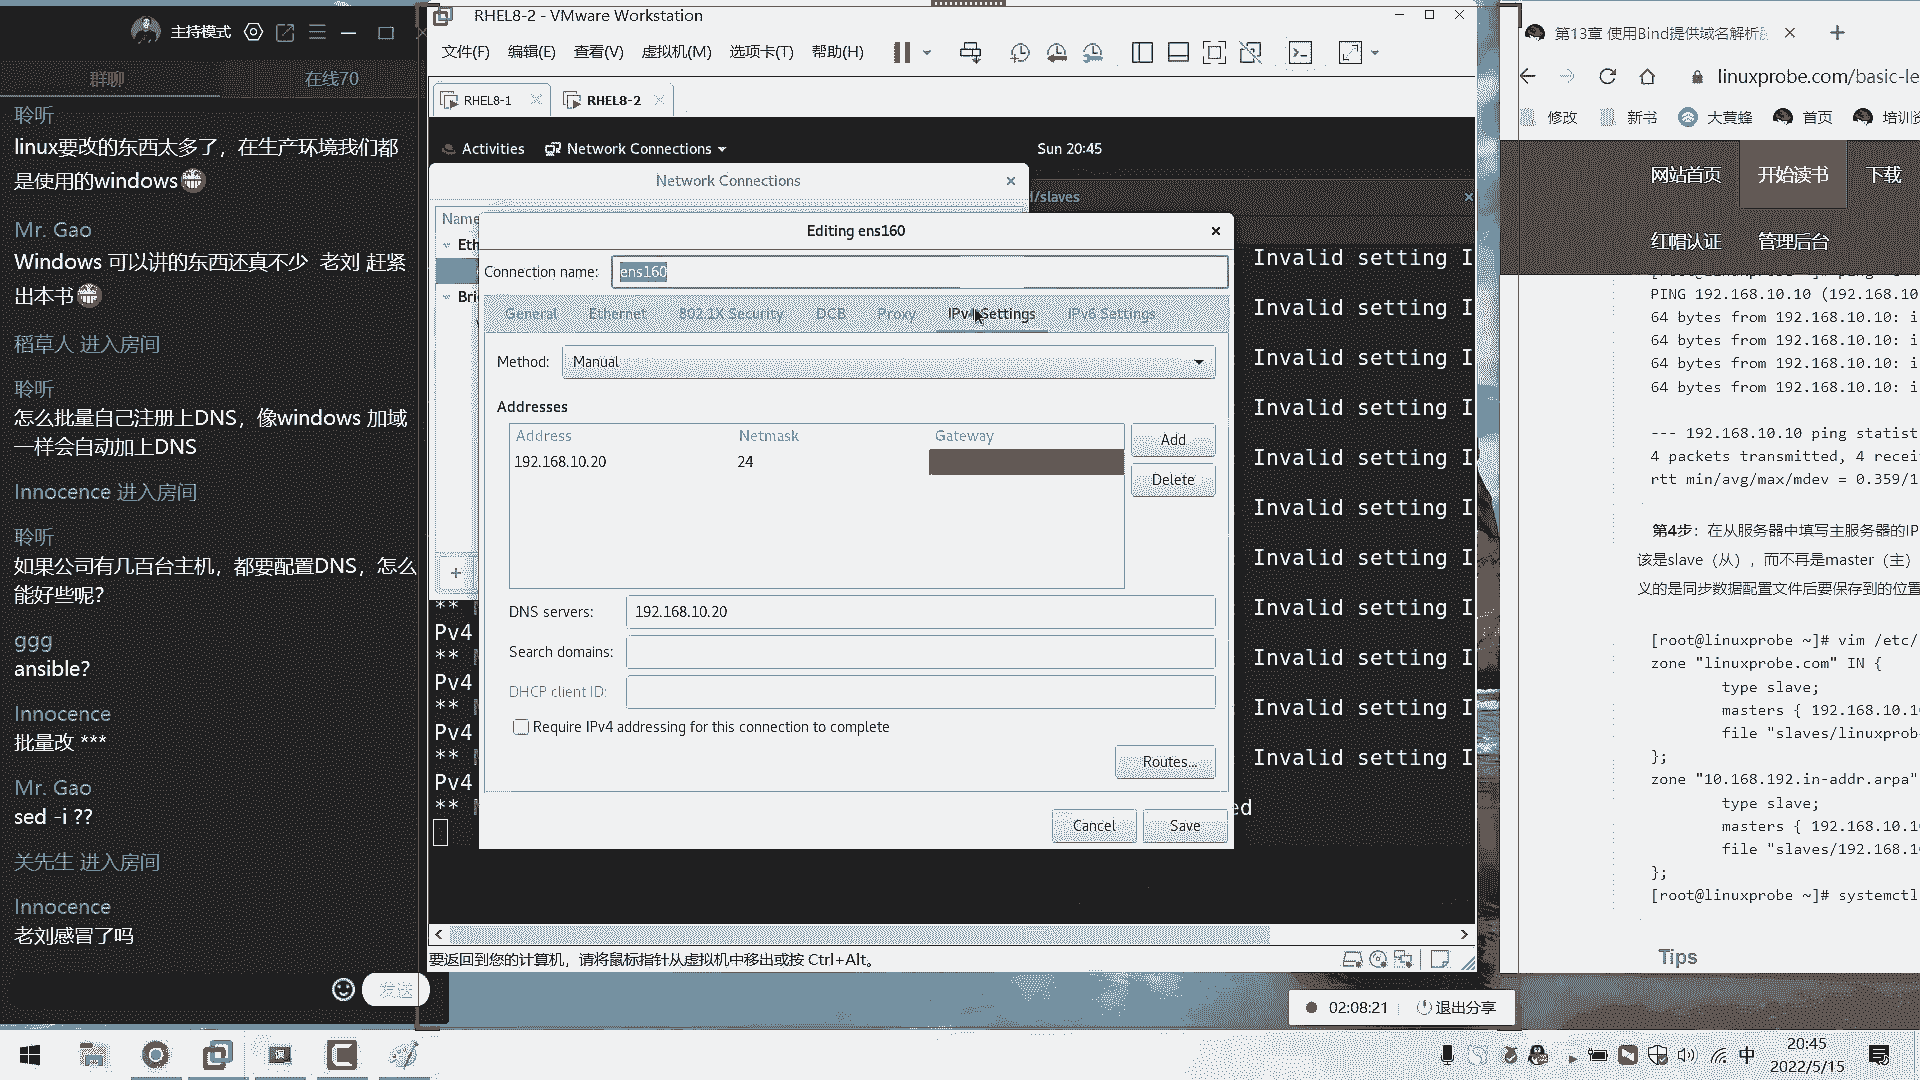 主持模式
群聊
在线70
聆听
linux要改的东西太多了，在生产环境我们都
是使用的windows
Mr. Gao
Windows 可以讲的东西还真不少 老刘 赶紧
出本书
稻草人 进入房间
聆听
怎么批量自己注册上DNS，像windows 加域
一样会自动加上DNS
Innocence 进入房间
聆听
如果公司有几百台主机，都要配置DNS，怎么
能好些呢？
ggg
ansible?
Innocence
批量改 ***
Mr. Gao
sed -i ??
关先生 进入房间
Innocence
老刘感冒了吗
发送
RHEL8-2 - VMware Workstation
文件(F) 编辑(E) 查看(V) 虚拟机(M) 选项卡(T) 帮助(H)
RHEL8-1
RHEL8-2
Activities
Network Connections
Sun 20:45
Network Connections
/slaves
Name
Editing ens160
Connection name: ens160
General Ethernet 802.1X Security DCB Proxy IPv4 Settings IPv6 Settings
Method: Manual
Addresses
Address Netmask Gateway
192.168.10.20 24
Add
Delete
DNS servers: 192.168.10.20
Search domains:
DHCP client ID:
Require IPv4 addressing for this connection to complete
Routes...
Cancel Save
Eth
Bri
Invalid setting I
Invalid setting I
Invalid setting I
Invalid setting I
Invalid setting I
Invalid setting I
Invalid setting I
** Invalid setting I
Pv4
** Invalid setting I
Pv4
** Invalid setting I
Pv4
** Invalid setting I
Pv4
** ed
要返回到您的计算机，请将鼠标指针从虚拟机中移出或按 Ctrl+Alt。
02:08:21 退出分享
第13章 使用Bind提供域名解析
linuxprobe.com/basic-le
修改 新书 大黄蜂 首页 培训
网站首页 开始读书 下载
红帽认证 管理后台
PING 192.168.10.10 (192.168.10
64 bytes from 192.168.10.10: i
64 bytes from 192.168.10.10: i
64 bytes from 192.168.10.10: i
64 bytes from 192.168.10.10: i
--- 192.168.10.10 ping statist
4 packets transmitted, 4 recei
rtt min/avg/max/mdev = 0.359/1
第4步：在从服务器中填写主服务器的IP
该是slave（从），而不再是master（主）
义的是同步数据配置文件后要保存到的位置
[root@linuxprobe ~]# vim /etc/
zone "linuxprobe.com" IN {
type slave;
masters { 192.168.10.1
file "slaves/linuxprob
};
zone "10.168.192.in-addr.arpa"
type slave;
masters { 192.168.10.1
file "slaves/192.168.1
};
[root@linuxprobe ~]# systemctl
Tips
中
20:45
2022/5/15